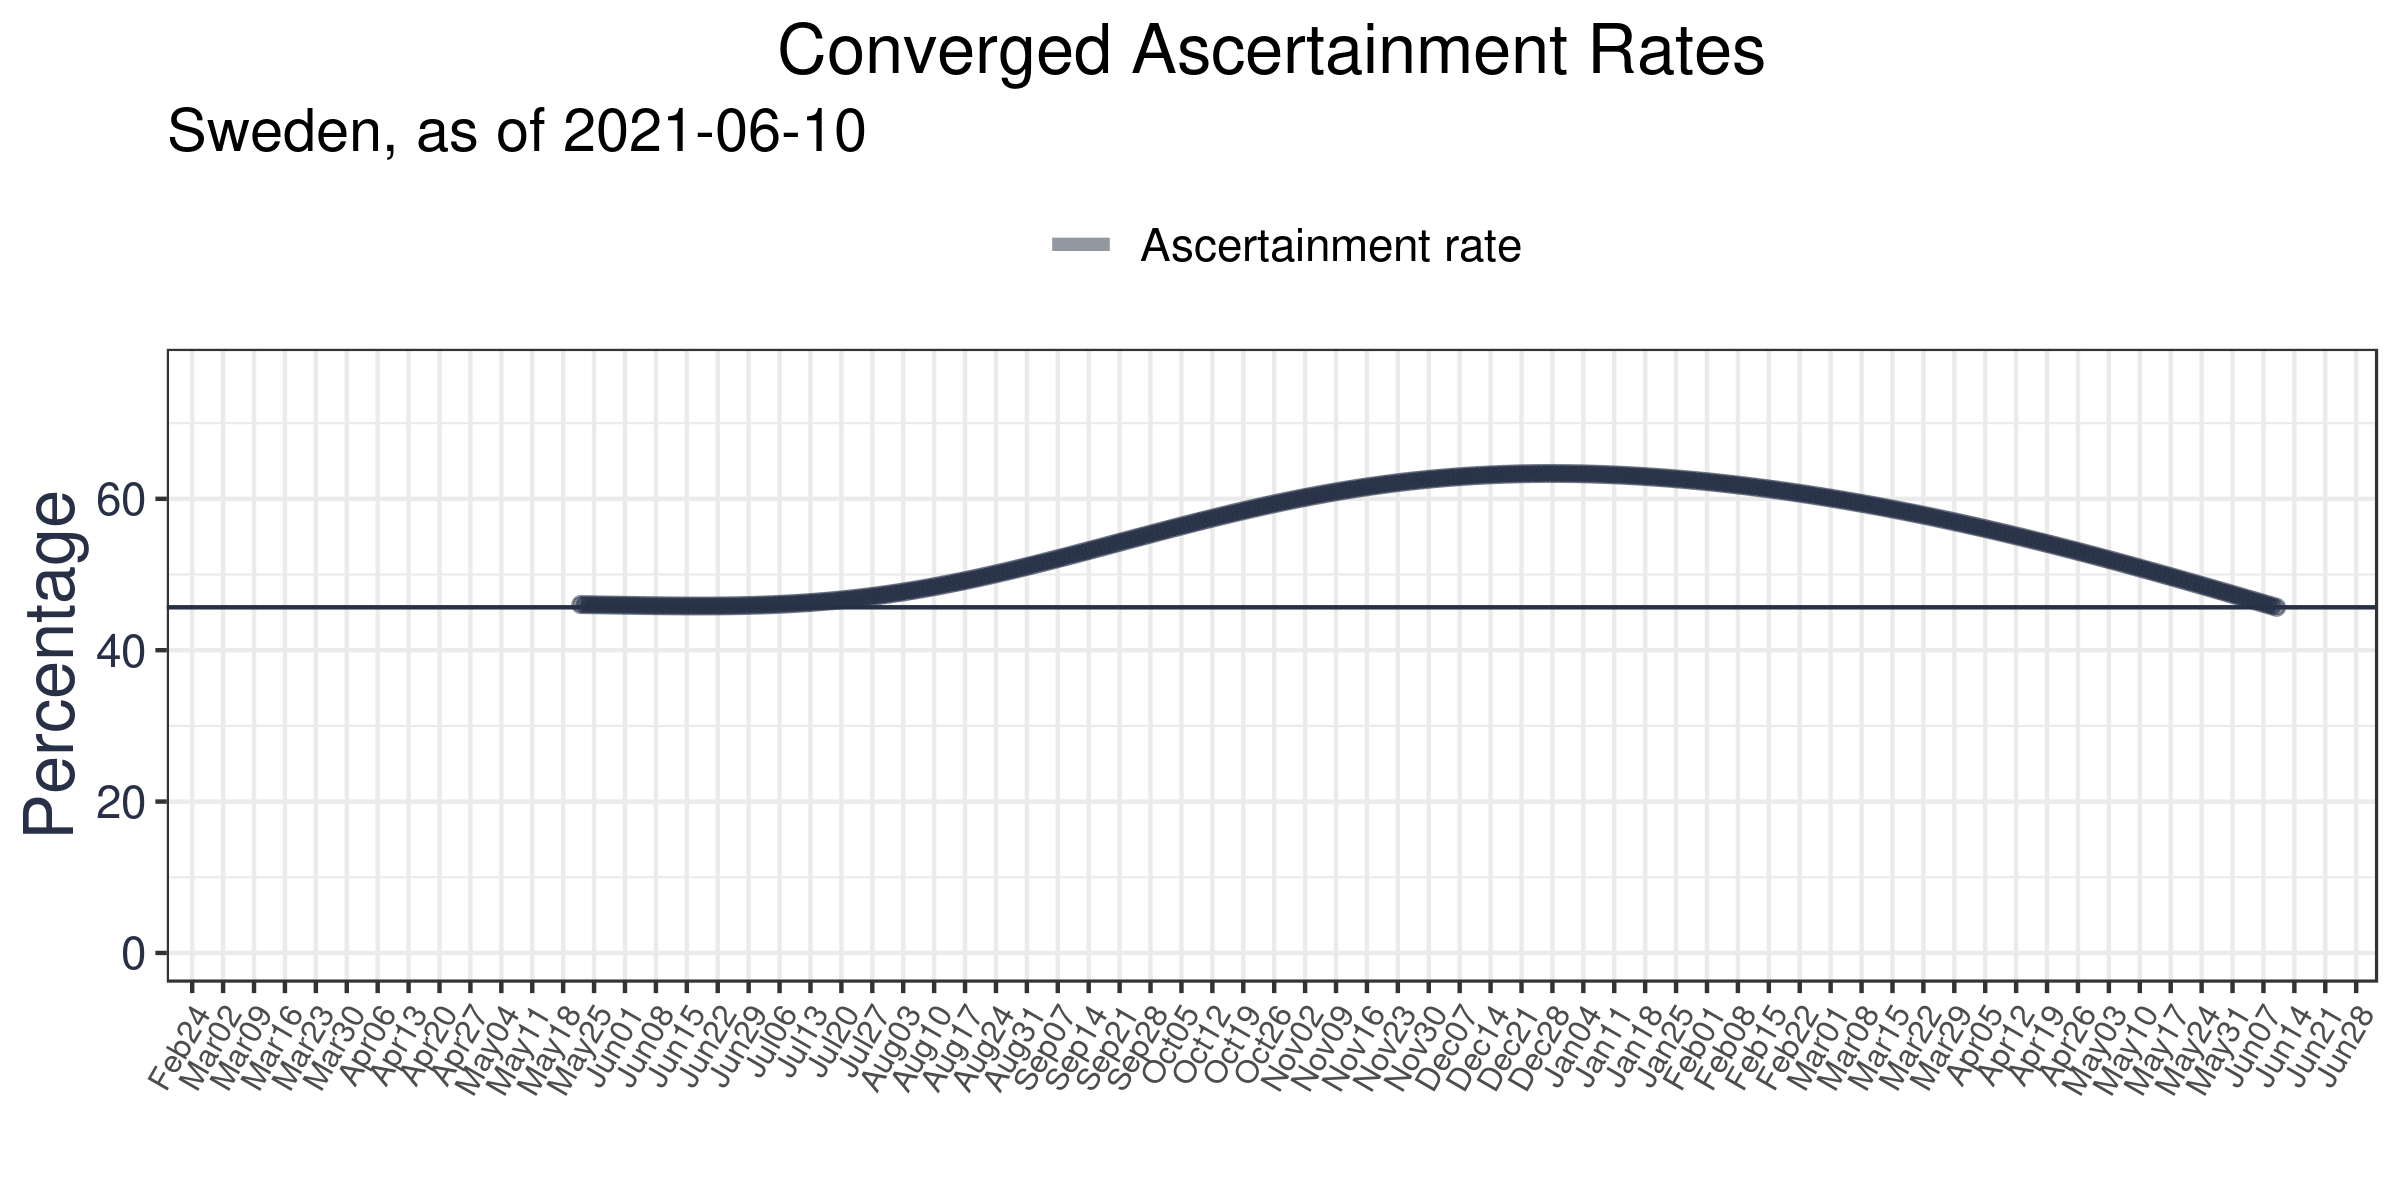 Converged Ascertainment Rates
Sweden, as of 2021-06-10
Ascertainment rate
Percentage
60
40
20
0
Feb24 Mar02 Mar09 Mar16 Mar23 Mar30 Apr06 Apr13 Apr20 Apr27 May04 May11 May18 May25 Jun01 Jun08 Jun15 Jun22 Jun29 Jul06 Jul13 Jul20 Jul27 Aug03 Aug10 Aug17 Aug24 Aug31 Sep07 Sep14 Sep21 Sep28 Oct05 Oct12 Oct19 Oct26 Nov02 Nov09 Nov16 Nov23 Nov30 Dec07 Dec14 Dec21 Dec28 Jan04 Jan11 Jan18 Jan25 Feb01 Feb08 Feb15 Feb22 Mar01 Mar08 Mar15 Mar22 Mar29 Apr05 Apr12 Apr19 Apr26 May03 May10 May17 May24 May31 Jun07 Jun14 Jun21 Jun28